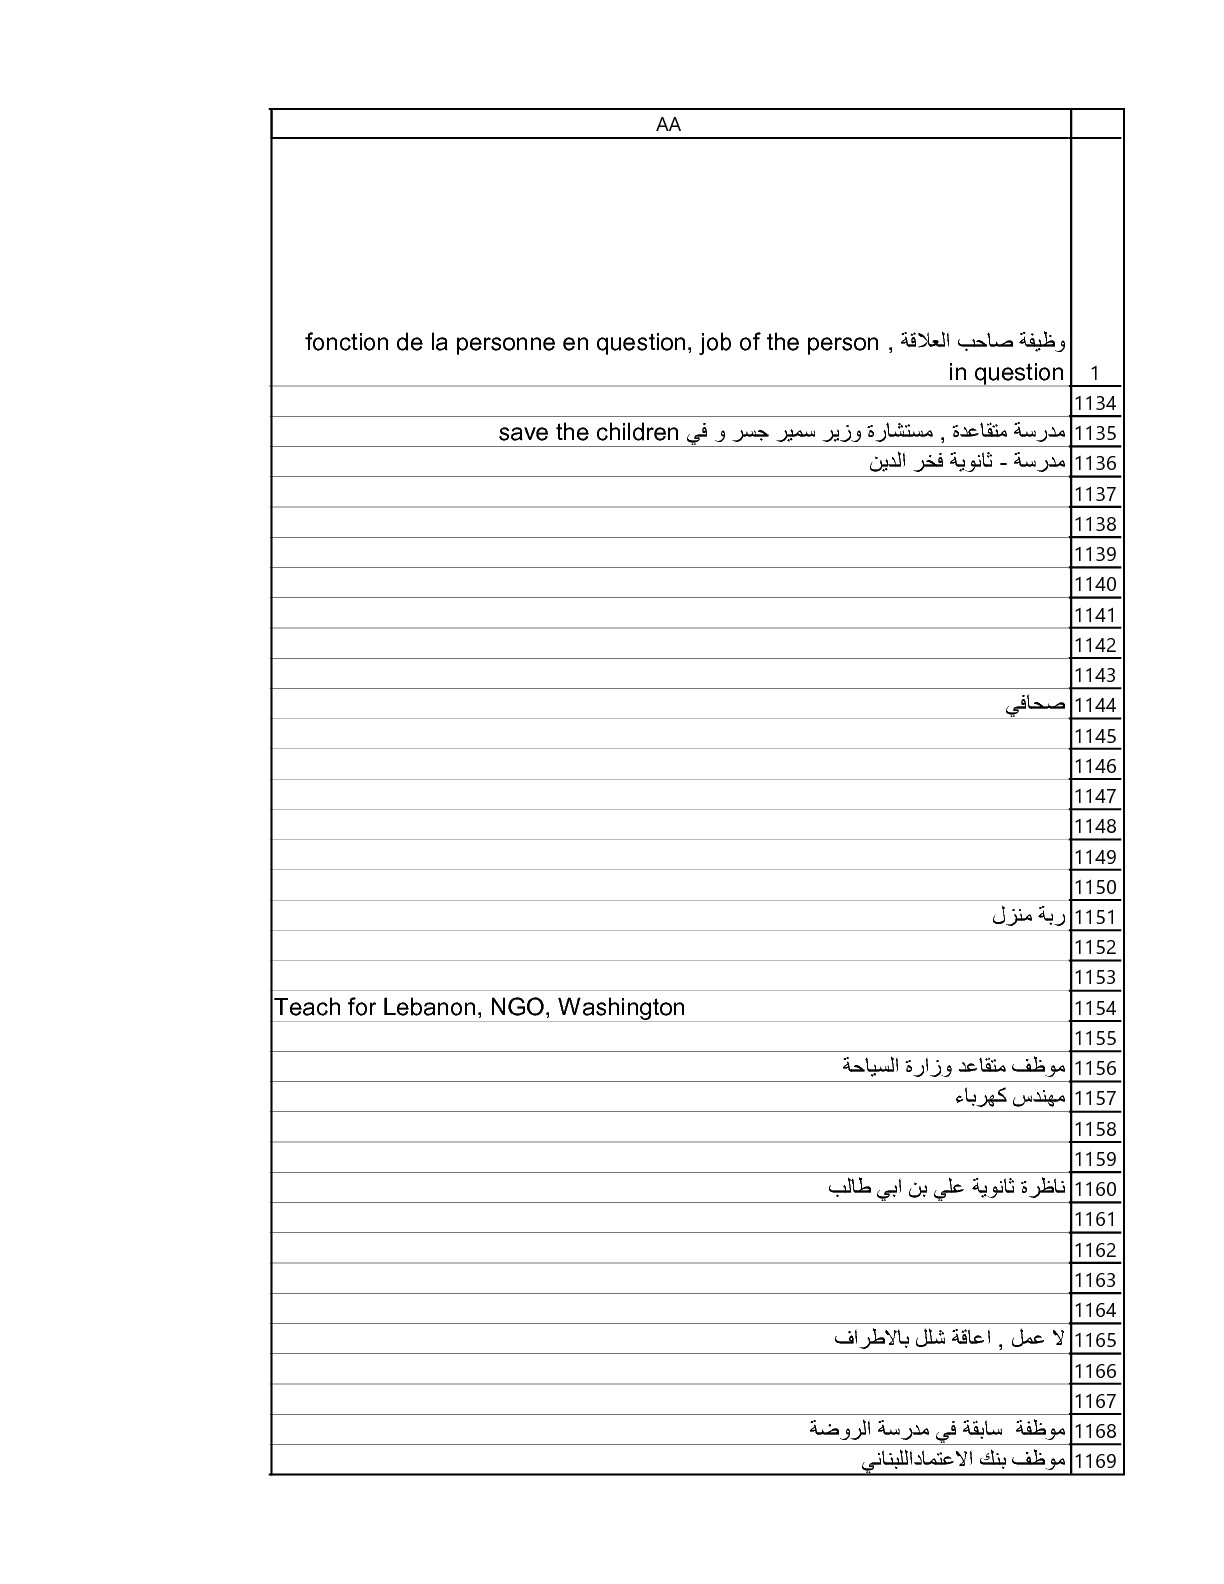 AA
وظيفة صاحب العلاقة , fonction de la personne en question, job of the person
in question
1
1134
1135 مدرسة متقاعدة , مستشارة وزير سمير جسر و في save the children
1136 مدرسة - ثانوية فخر الدين
1137
1138
1139
1140
1141
1142
1143
1144 صحافي
1145
1146
1147
1148
1149
1150
1151 ربة منزل
1152
1153
1154 Teach for Lebanon, NGO, Washington
1155
1156 موظف متقاعد وزارة السياحة
1157 مهندس كهرباء
1158
1159
1160 ناظرة ثانوية علي بن ابي طالب
1161
1162
1163
1164
1165 لا عمل , اعاقة شلل بالاطراف
1166
1167
1168 موظفة سابقة في مدرسة الروضة
1169 موظف بنك الاعتماداللبناني